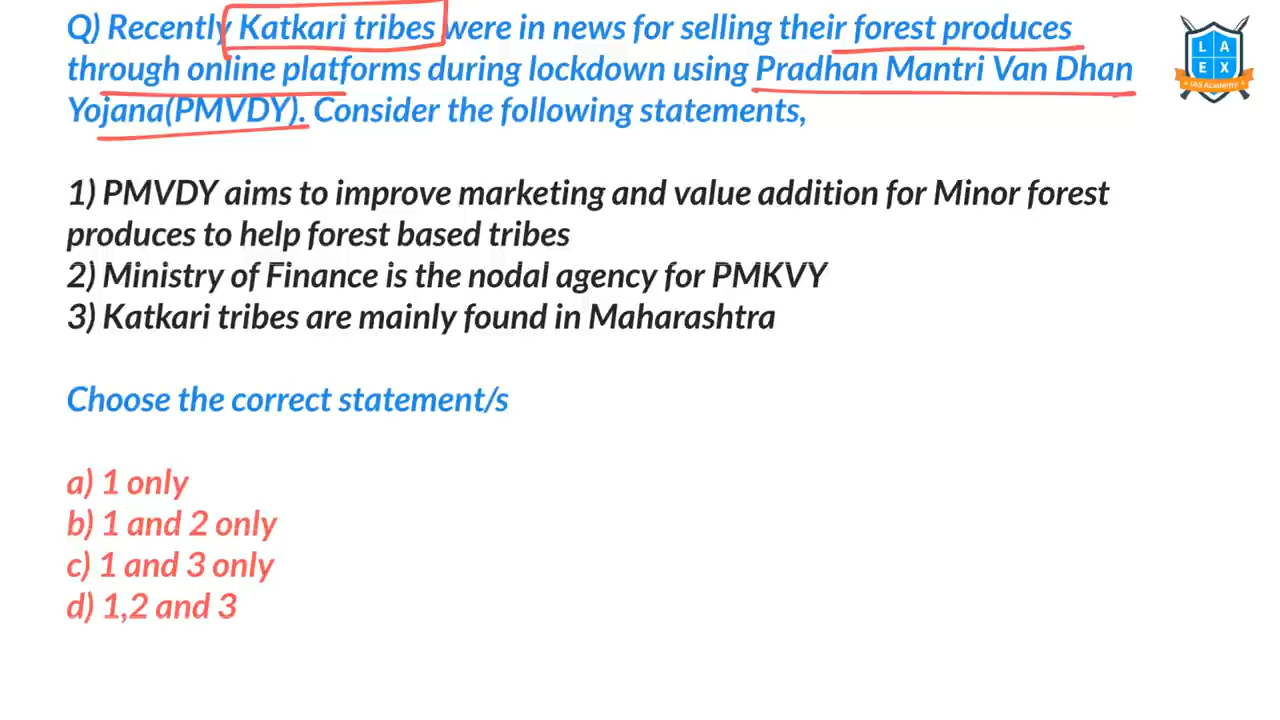 Q) Recently Katkari tribes were in news for selling their forest produces
through online platforms during lockdown using Pradhan Mantri Van Dhan
Yojana(PMVDY). Consider the following statements,
1) PMVDY aims to improve marketing and value addition for Minor forest
produces to help forest based tribes
2) Ministry of Finance is the nodal agency for PMKVY
3) Katkari tribes are mainly found in Maharashtra
Choose the correct statement/s
a) 1 only
b) 1 and 2 only
c) 1 and 3 only
d) 1,2 and 3
L A
E X
IAS Academy